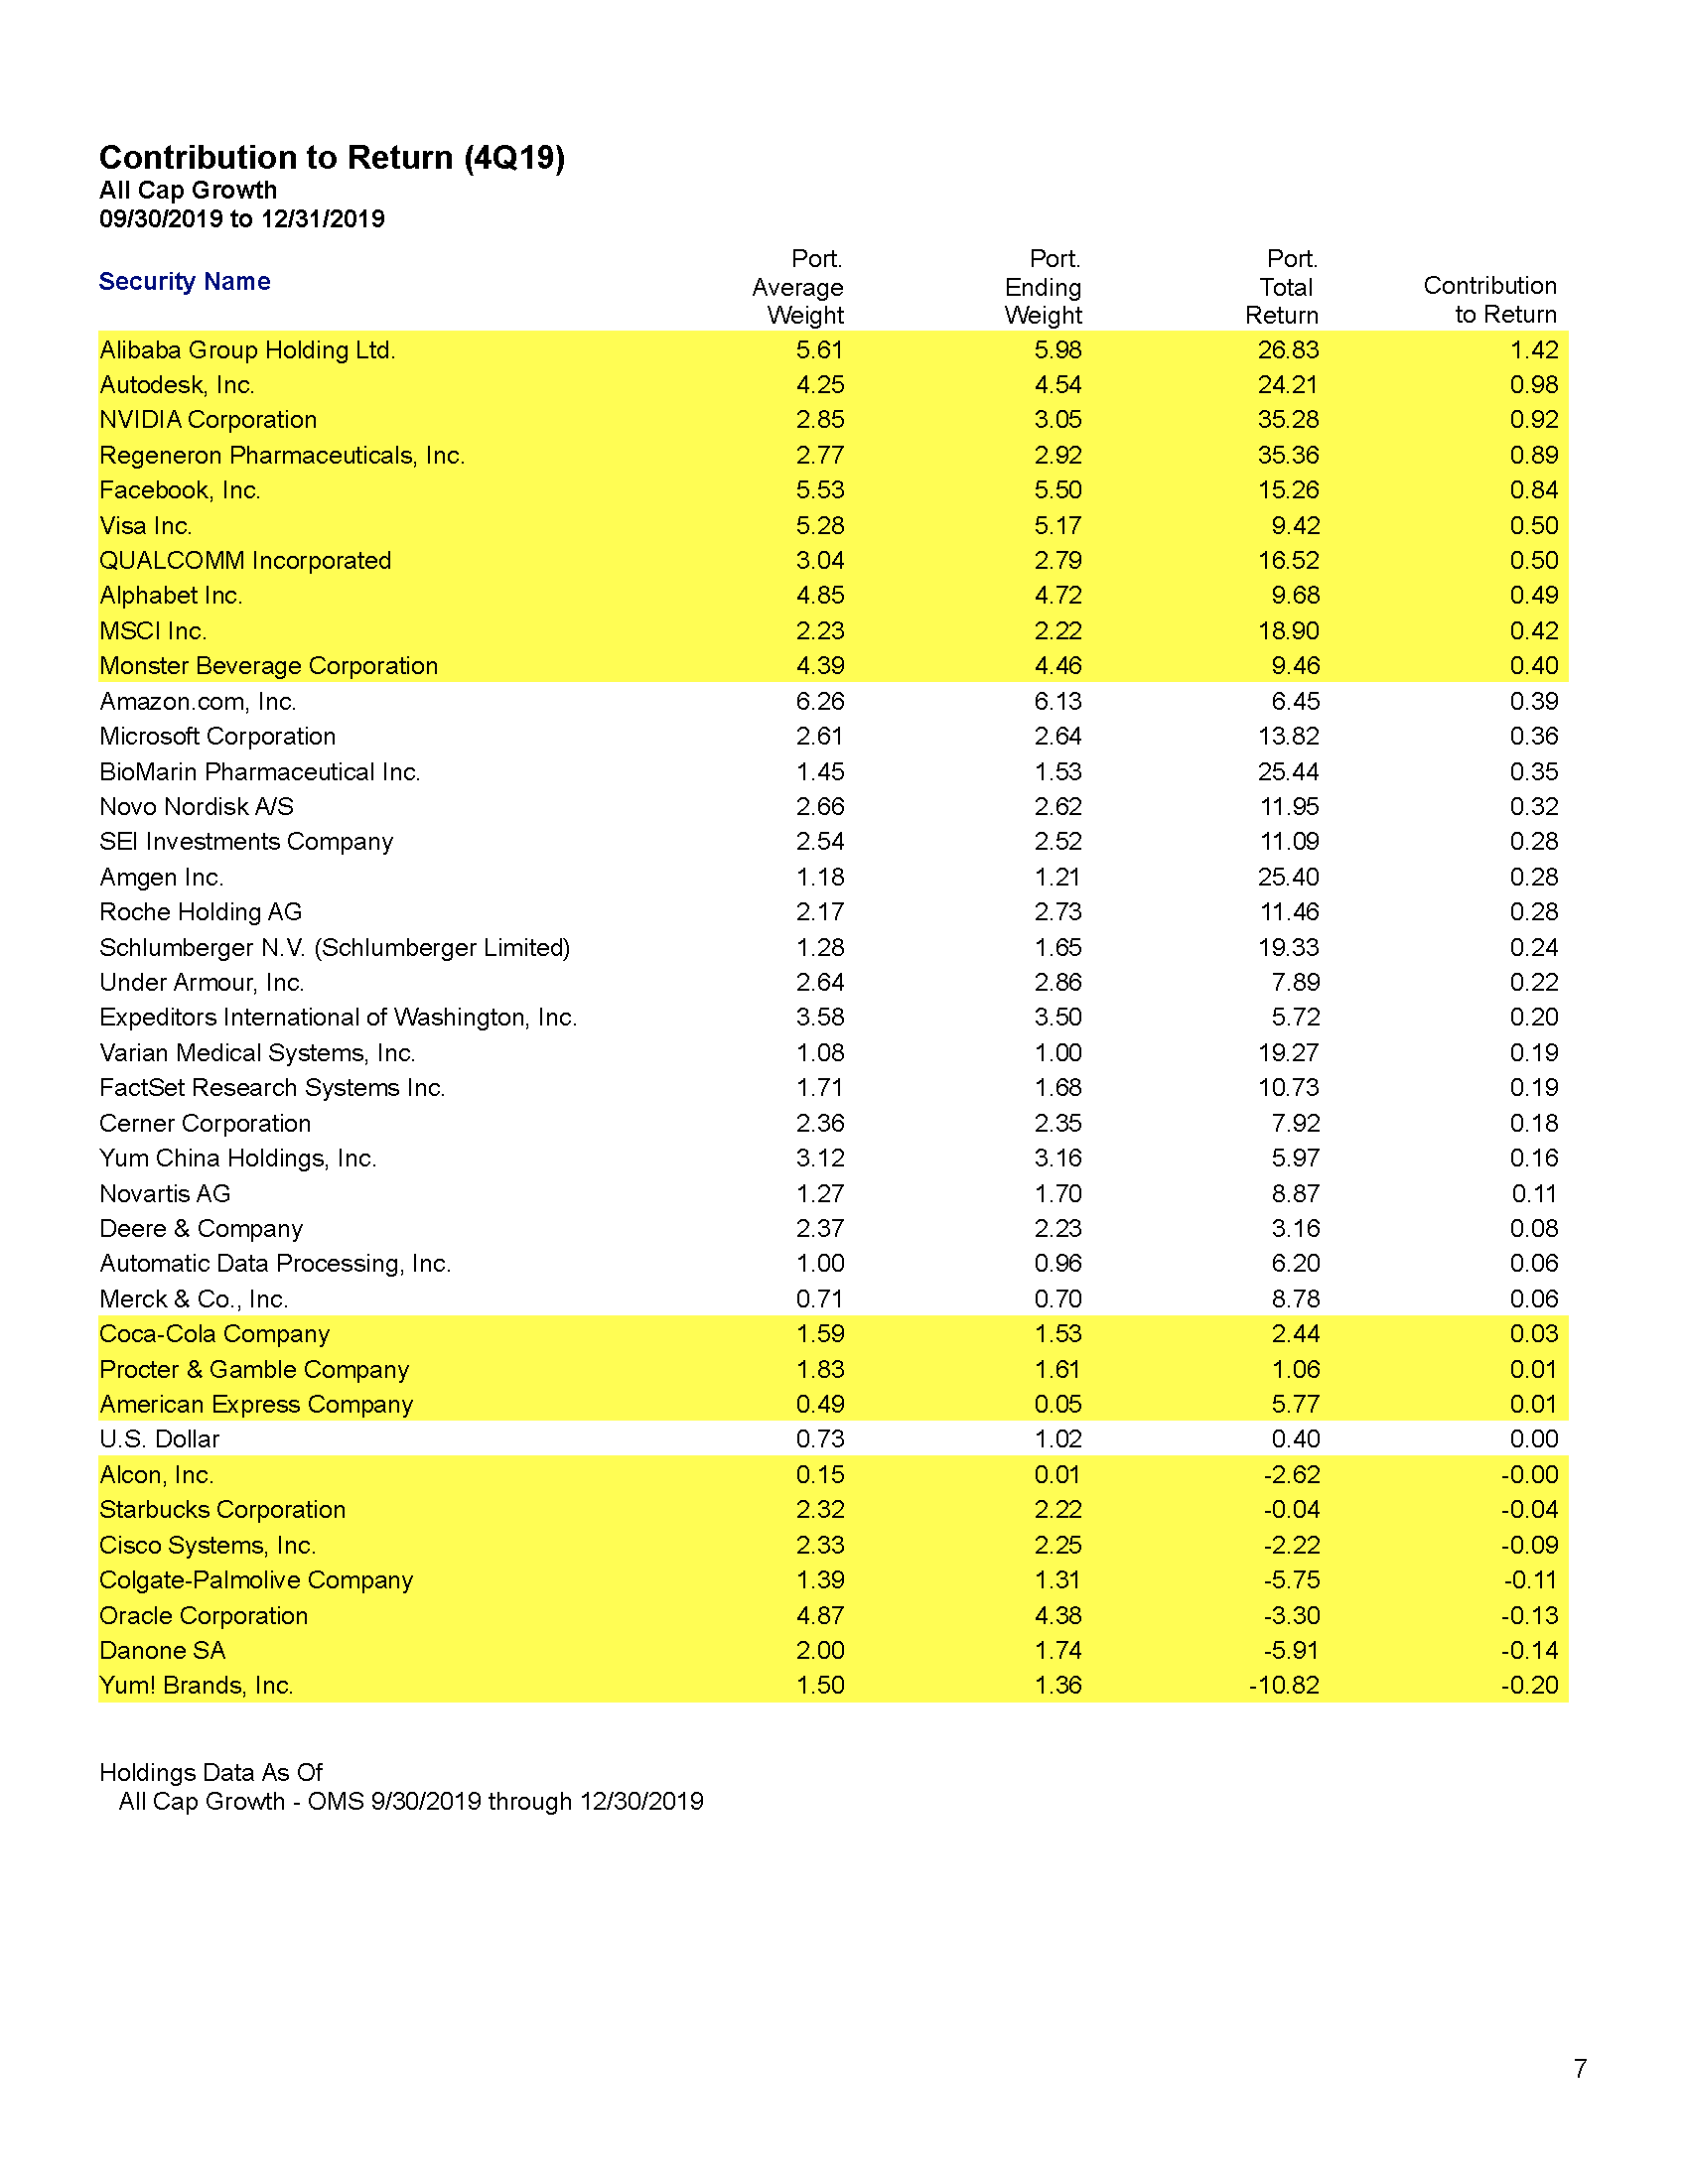 Contribution to Return (4Q19)
All Cap Growth
09/30/2019 to 12/31/2019
Security Name Port. Average Weight Port. Ending Weight Port. Total Return Contribution to Return
Alibaba Group Holding Ltd. 5.61 5.98 26.83 1.42
Autodesk, Inc. 4.25 4.54 24.21 0.98
NVIDIA Corporation 2.85 3.05 35.28 0.92
Regeneron Pharmaceuticals, Inc. 2.77 2.92 35.36 0.89
Facebook, Inc. 5.53 5.50 15.26 0.84
Visa Inc. 5.28 5.17 9.42 0.50
QUALCOMM Incorporated 3.04 2.79 16.52 0.50
Alphabet Inc. 4.85 4.72 9.68 0.49
MSCI Inc. 2.23 2.22 18.90 0.42
Monster Beverage Corporation 4.39 4.46 9.46 0.40
Amazon.com, Inc. 6.26 6.13 6.45 0.39
Microsoft Corporation 2.61 2.64 13.82 0.36
BioMarin Pharmaceutical Inc. 1.45 1.53 25.44 0.35
Novo Nordisk A/S 2.66 2.62 11.95 0.32
SEI Investments Company 2.54 2.52 11.09 0.28
Amgen Inc. 1.18 1.21 25.40 0.28
Roche Holding AG 2.17 2.73 11.46 0.28
Schlumberger N.V. (Schlumberger Limited) 1.28 1.65 19.33 0.24
Under Armour, Inc. 2.64 2.86 7.89 0.22
Expeditors International of Washington, Inc. 3.58 3.50 5.72 0.20
Varian Medical Systems, Inc. 1.08 1.00 19.27 0.19
FactSet Research Systems Inc. 1.71 1.68 10.73 0.19
Cerner Corporation 2.36 2.35 7.92 0.18
Yum China Holdings, Inc. 3.12 3.16 5.97 0.16
Novartis AG 1.27 1.70 8.87 0.11
Deere & Company 2.37 2.23 3.16 0.08
Automatic Data Processing, Inc. 1.00 0.96 6.20 0.06
Merck & Co., Inc. 0.71 0.70 8.78 0.06
Coca-Cola Company 1.59 1.53 2.44 0.03
Procter & Gamble Company 1.83 1.61 1.06 0.01
American Express Company 0.49 0.05 5.77 0.01
U.S. Dollar 0.73 1.02 0.40 0.00
Alcon, Inc. 0.15 0.01 -2.62 -0.00
Starbucks Corporation 2.32 2.22 -0.04 -0.04
Cisco Systems, Inc. 2.33 2.25 -2.22 -0.09
Colgate-Palmolive Company 1.39 1.31 -5.75 -0.11
Oracle Corporation 4.87 4.38 -3.30 -0.13
Danone SA 2.00 1.74 -5.91 -0.14
Yum! Brands, Inc. 1.50 1.36 -10.82 -0.20
Holdings Data As Of
All Cap Growth - OMS 9/30/2019 through 12/30/2019
7